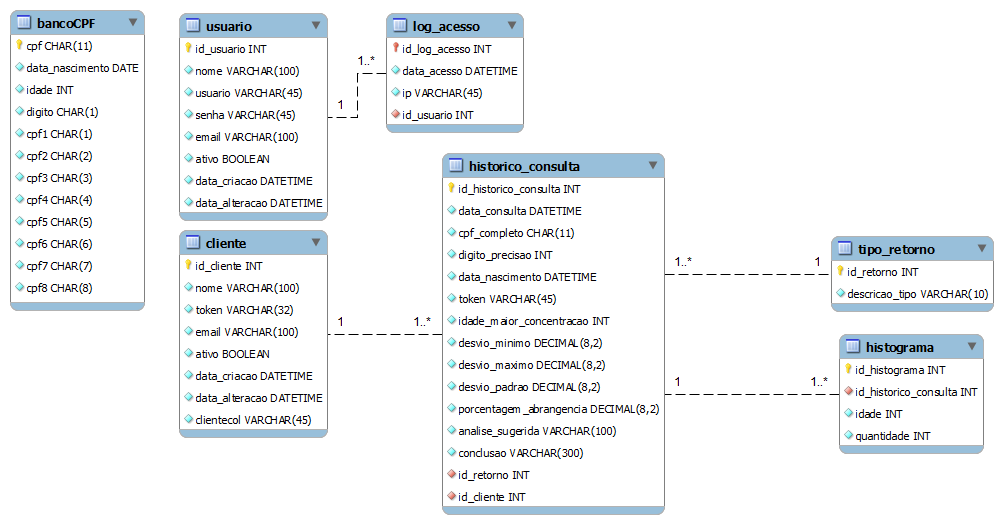 bancoCPF
cpf CHAR(11)
data_nascimento DATE
idade INT
digito CHAR(1)
cpf1 CHAR(1)
cpf2 CHAR(2)
cpf3 CHAR(3)
cpf4 CHAR(4)
cpf5 CHAR(5)
cpf6 CHAR(6)
cpf7 CHAR(7)
cpf8 CHAR(8)
usuario
id_usuario INT
nome VARCHAR(100)
usuario VARCHAR(45)
senha VARCHAR(45)
email VARCHAR(100)
ativo BOOLEAN
data_criacao DATETIME
data_alteracao DATETIME
1
1..*
log_acesso
id_log_acesso INT
data_acesso DATETIME
ip VARCHAR(45)
id_usuario INT
cliente
id_cliente INT
nome VARCHAR(100)
token VARCHAR(32)
email VARCHAR(100)
ativo BOOLEAN
data_criacao DATETIME
data_alteracao DATETIME
clientecol VARCHAR(45)
1
1..*
historico_consulta
id_historico_consulta INT
data_consulta DATETIME
cpf_completo CHAR(11)
digito_precisao INT
data_nascimento DATETIME
token VARCHAR(45)
idade_maior_concentracao INT
desvio_minimo DECIMAL(8,2)
desvio_maximo DECIMAL(8,2)
desvio_padrao DECIMAL(8,2)
porcentagem_abrangencia DECIMAL(8,2)
analise_sugerida VARCHAR(100)
conclusao VARCHAR(300)
id_retorno INT
id_cliente INT
1..*
1
tipo_retorno
id_retorno INT
descricao_tipo VARCHAR(10)
1
1..*
histograma
id_histograma INT
id_historico_consulta INT
idade INT
quantidade INT